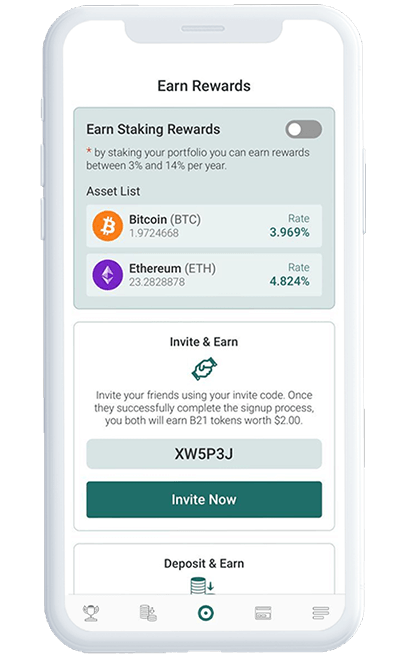 Earn Rewards
Earn Staking Rewards
* by staking your portfolio you can earn rewards
between 3% and 14% per year.
Asset List
Bitcoin (BTC) Rate
1.9724668 3.969%
Ethereum (ETH) Rate
23.2828878 4.824%
Invite & Earn
Invite your friends using your invite code. Once
they successfully complete the signup process,
you both will earn B21 tokens worth $2.00.
XW5P3J
Invite Now
Deposit & Earn